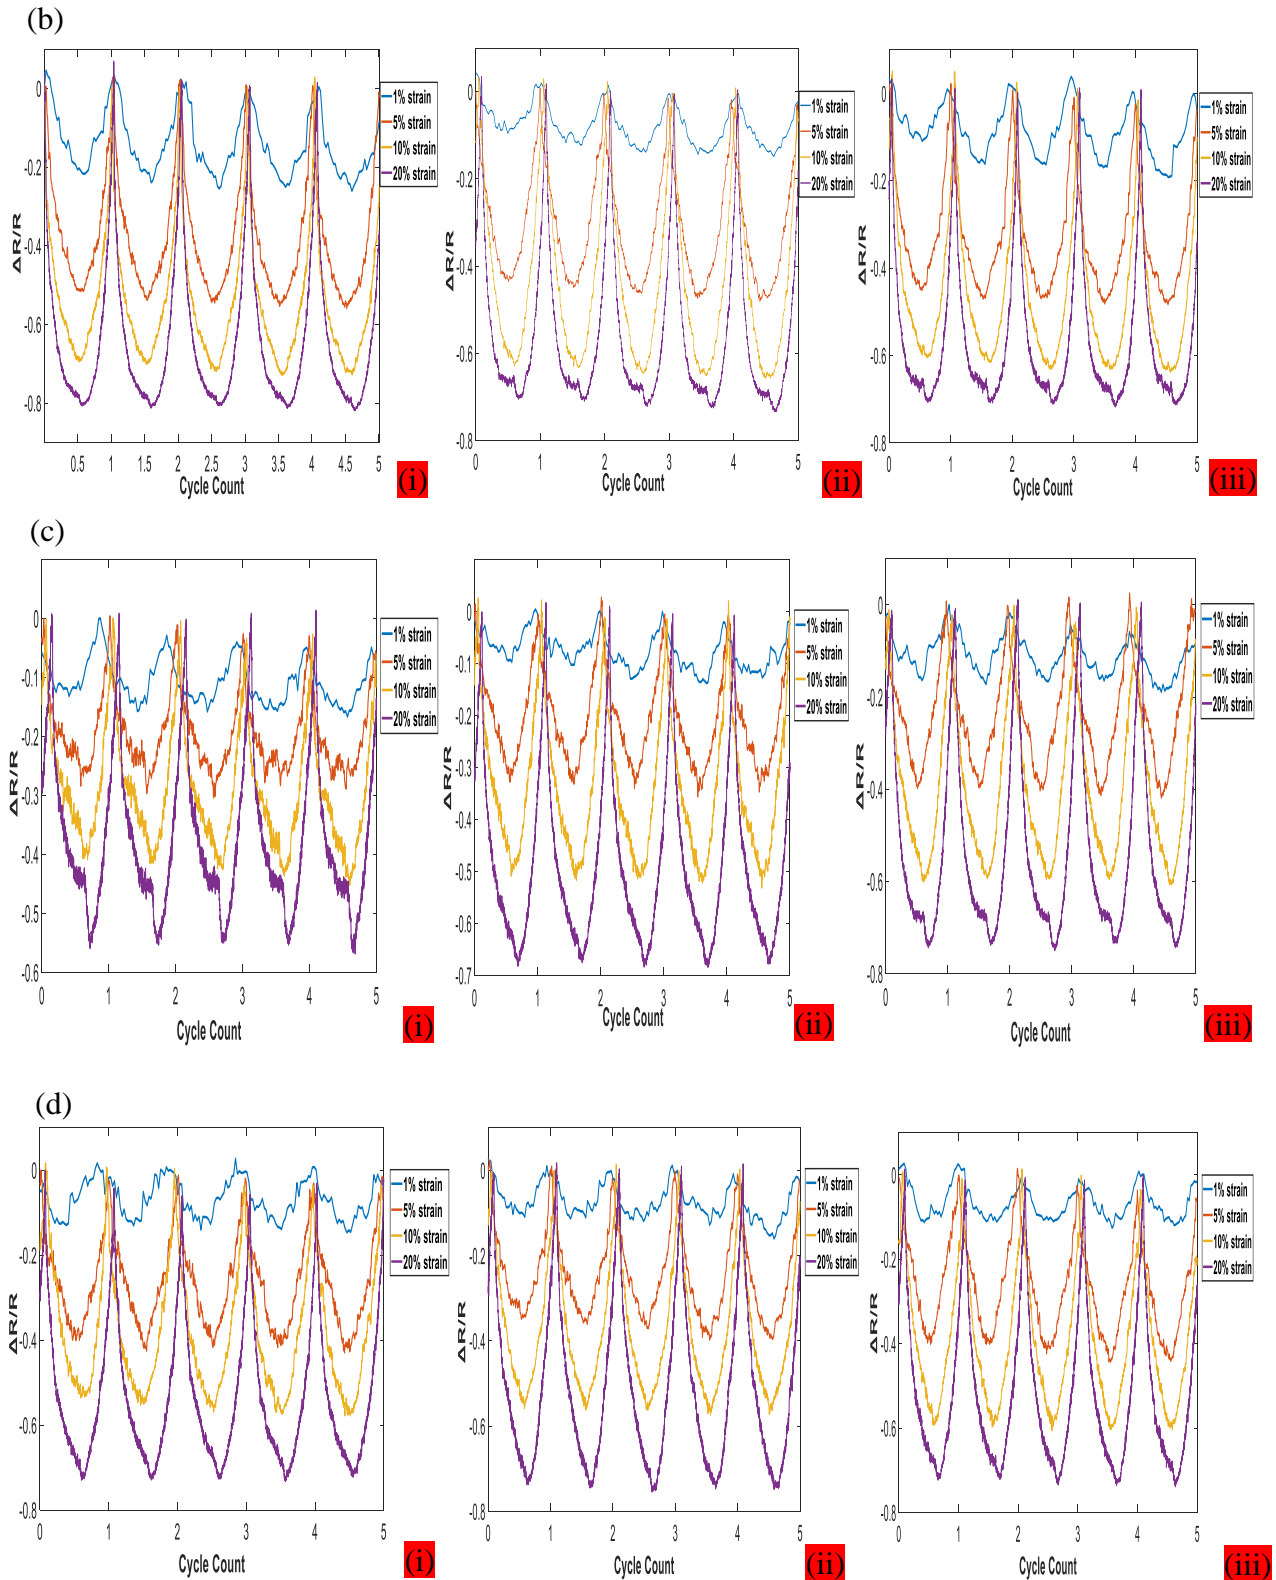 (b)
0
-0.2
-0.4
-0.6
-0.8
ΔR/R
0.5 1 1.5 2 2.5 3 3.5 4 4.5 5
Cycle Count
1% strain
5% strain
10% strain
20% strain
(i)
0
-0.2
-0.4
-0.6
-0.8
ΔR/R
0 1 2 3 4 5
Cycle Count
1% strain
5% strain
10% strain
20% strain
(ii)
0
-0.2
-0.4
-0.6
-0.8
ΔR/R
0 1 2 3 4 5
Cycle Count
1% strain
5% strain
10% strain
20% strain
(iii)
(c)
0
-0.1
-0.2
-0.3
-0.4
-0.5
-0.6
ΔR/R
0 1 2 3 4 5
Cycle Count
1% strain
5% strain
10% strain
20% strain
(i)
0
-0.1
-0.2
-0.3
-0.4
-0.5
-0.6
-0.7
ΔR/R
0 1 2 3 4 5
Cycle Count
1% strain
5% strain
10% strain
20% strain
(ii)
0
-0.2
-0.4
-0.6
-0.8
ΔR/R
0 1 2 3 4 5
Cycle Count
1% strain
5% strain
10% strain
20% strain
(iii)
(d)
0
-0.2
-0.4
-0.6
-0.8
ΔR/R
0 1 2 3 4 5
Cycle Count
1% strain
5% strain
10% strain
20% strain
(i)
0
-0.2
-0.4
-0.6
-0.8
ΔR/R
0 1 2 3 4 5
Cycle Count
1% strain
5% strain
10% strain
20% strain
(ii)
0
-0.2
-0.4
-0.6
-0.8
ΔR/R
0 1 2 3 4 5
Cycle Count
1% strain
5% strain
10% strain
20% strain
(iii)